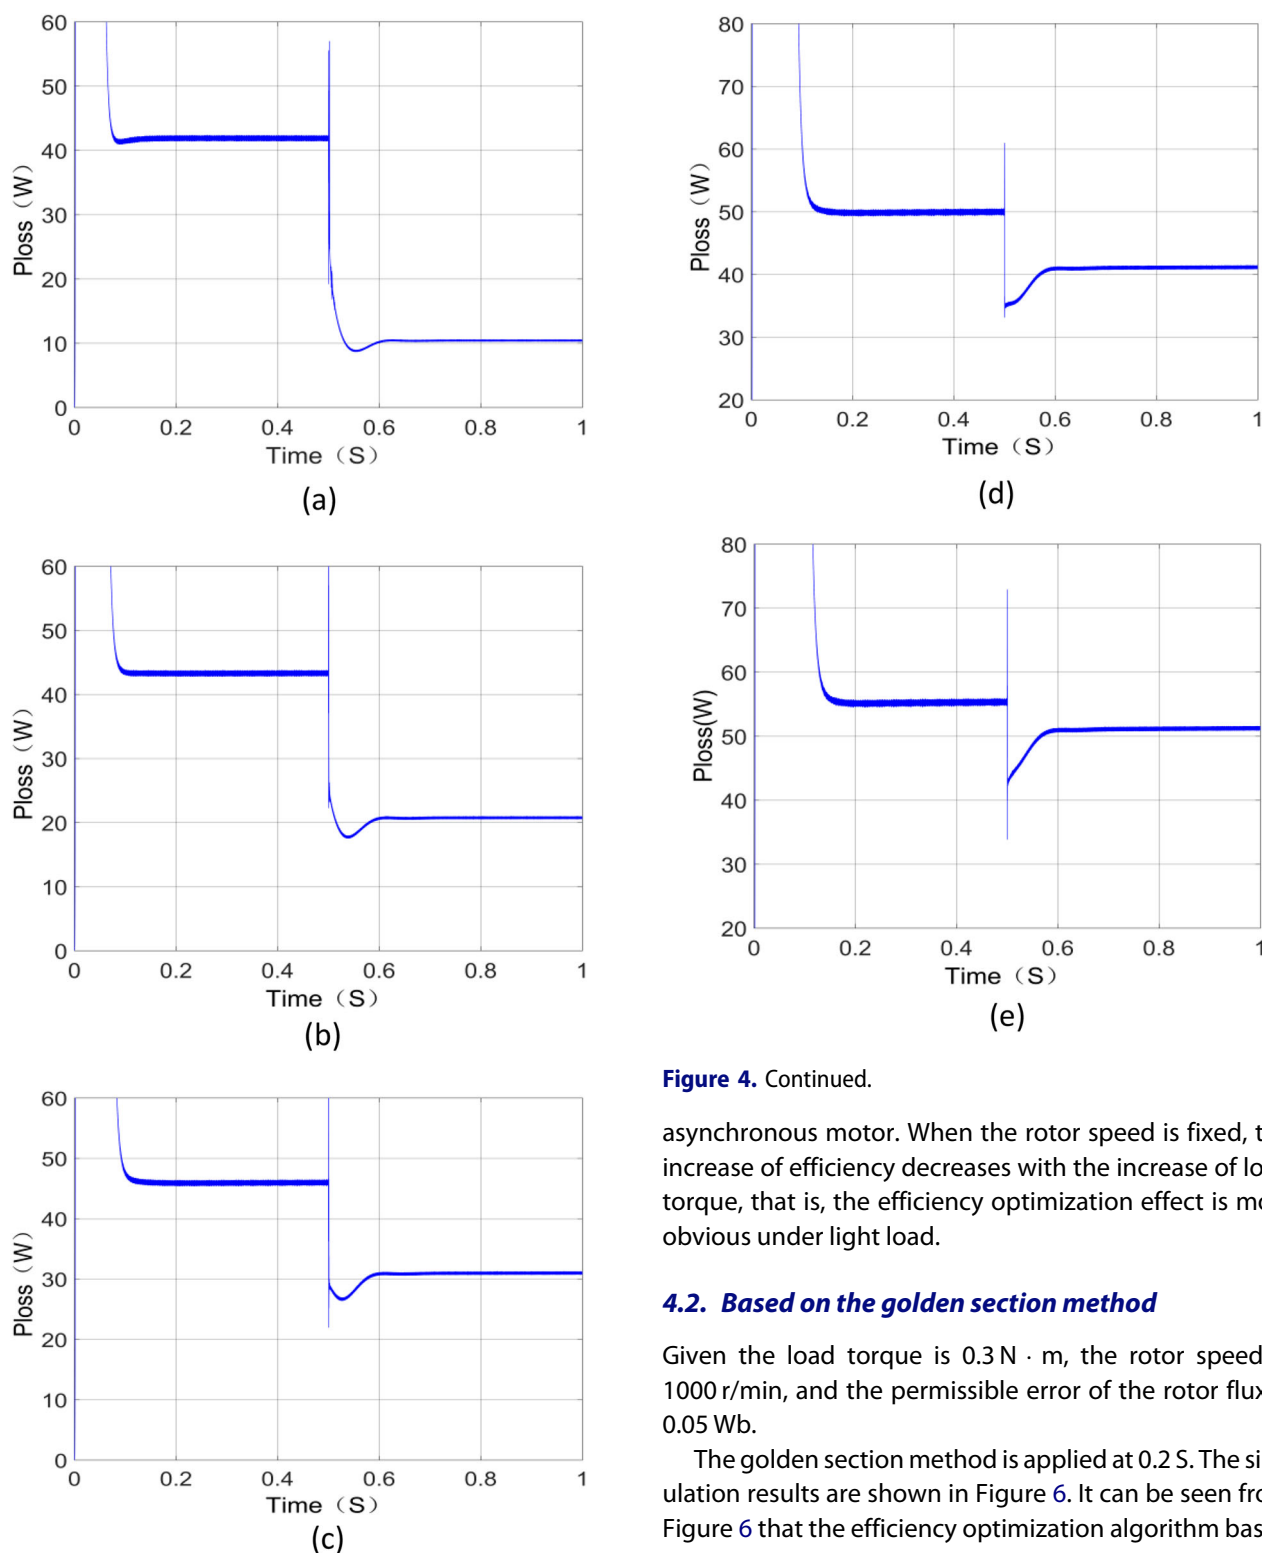 60
50
40
30
20
10
0
Ploss（W）
0 0.2 0.4 0.6 0.8 1
Time（S）
(a)
60
50
40
30
20
10
0
Ploss（W）
0 0.2 0.4 0.6 0.8 1
Time（S）
(b)
60
50
40
30
20
10
0
Ploss（W）
0 0.2 0.4 0.6 0.8 1
Time（S）
(c)
80
70
60
50
40
30
20
Ploss（W）
0 0.2 0.4 0.6 0.8 1
Time（S）
(d)
80
70
60
50
40
30
20
Ploss(W)
0 0.2 0.4 0.6 0.8 1
Time（S）
(e)
Figure 4. Continued.
asynchronous motor. When the rotor speed is fixed, t
increase of efficiency decreases with the increase of lo
torque, that is, the efficiency optimization effect is mo
obvious under light load.
4.2. Based on the golden section method
Given the load torque is 0.3 N · m, the rotor speed
1000 r/min, and the permissible error of the rotor flux
0.05 Wb.
The golden section method is applied at 0.2 S. The si
ulation results are shown in Figure 6. It can be seen fro
Figure 6 that the efficiency optimization algorithm bas